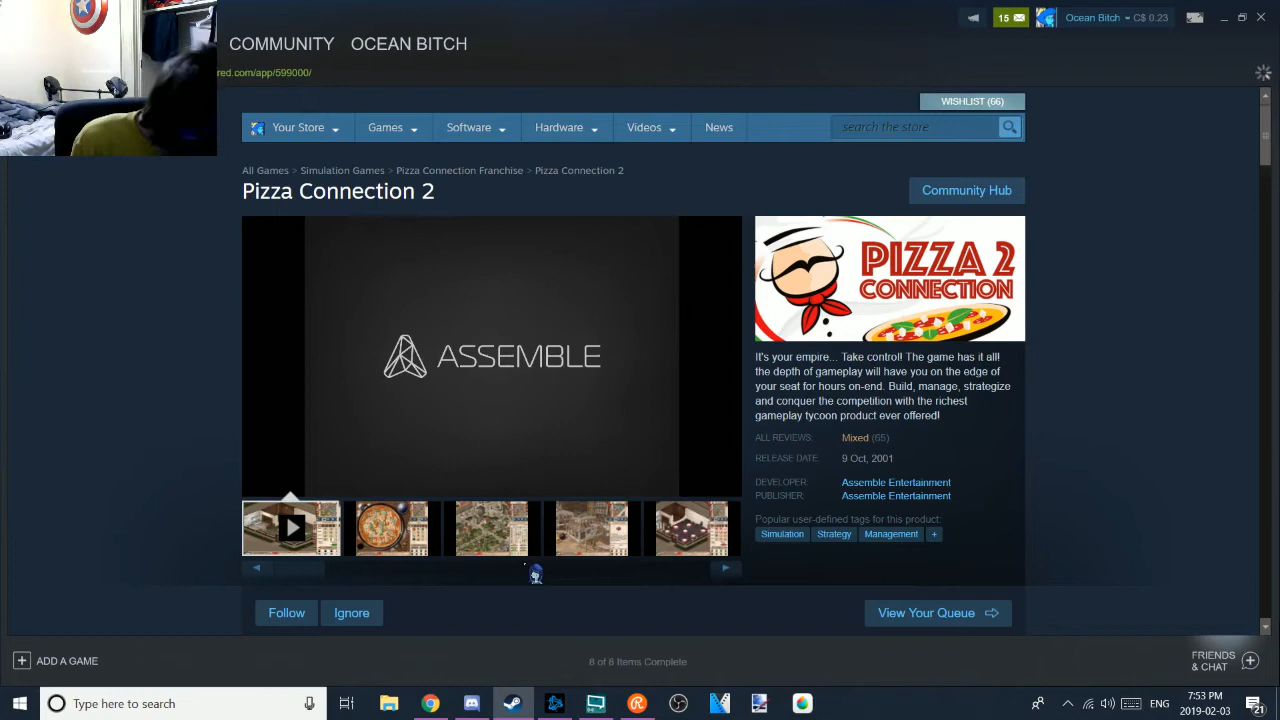 15
Ocean Bitch
C$ 0.23
COMMUNITY OCEAN BITCH
red.com/app/599000/
WISHLIST (66)
Your Store
Games
Software
Hardware
Videos
News
search the store
All Games > Simulation Games > Pizza Connection Franchise > Pizza Connection 2
Pizza Connection 2
Community Hub
ASSEMBLE
PIZZA 2
CONNECTION
It's your empire... Take control! The game has it all!
the depth of gameplay will have you on the edge of
your seat for hours on-end. Build, manage, strategize
and conquer the competition with the richest
gameplay tycoon product ever offered!
ALL REVIEWS: Mixed (65)
RELEASE DATE: 9 Oct, 2001
DEVELOPER: Assemble Entertainment
PUBLISHER: Assemble Entertainment
Popular user-defined tags for this product:
Simulation Strategy Management +
Follow
Ignore
View Your Queue
ADD A GAME
8 of 8 Items Complete
FRIENDS
& CHAT
Type here to search
ENG
7:53 PM
2019-02-03
21